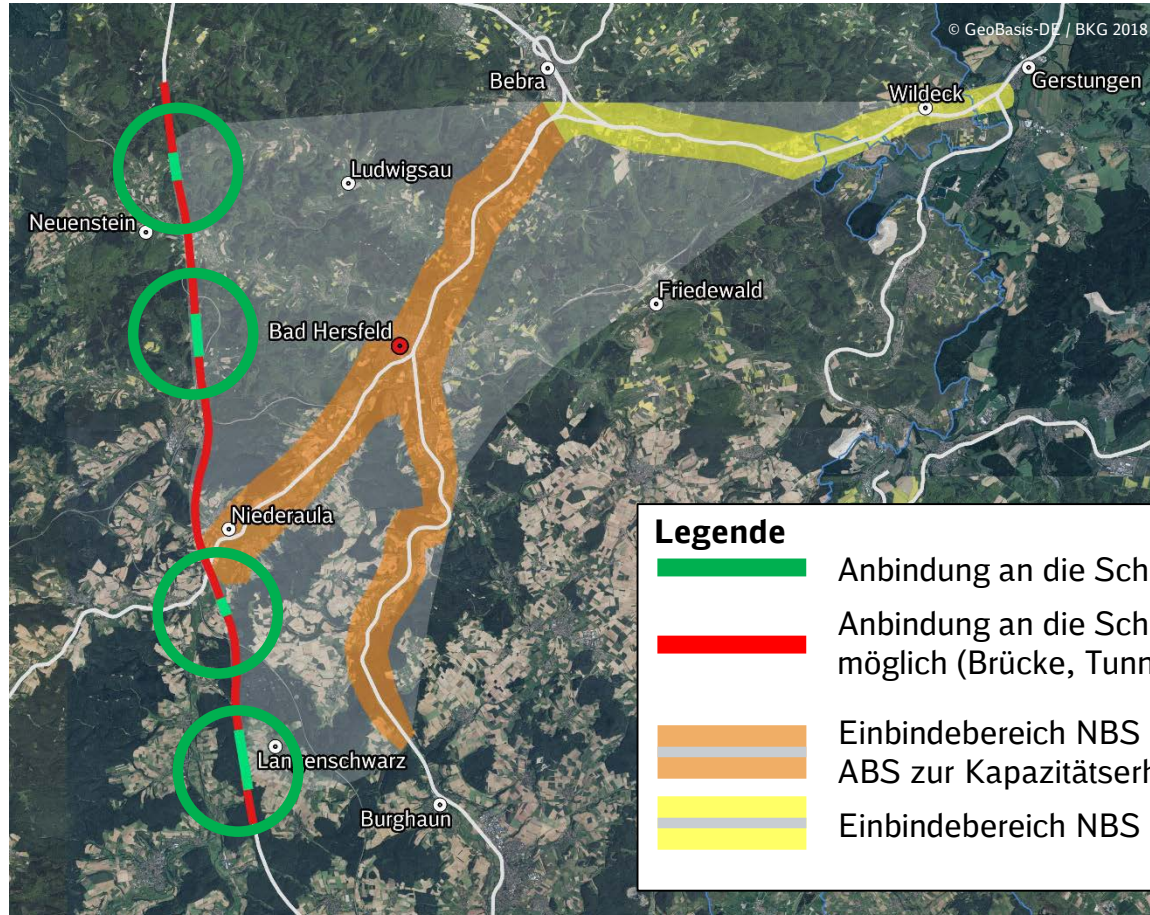 © GeoBasis-DE / BKG 2018
Bebra
Gerstungen
Wildeck
Ludwigsau
Neuenstein
Friedewald
Bad Hersfeld
Niederaula
Langenschwarz
Burghaun
Legende
Anbindung an die Sch
Anbindung an die Sch
möglich (Brücke, Tunn
Einbindebereich NBS
ABS zur Kapazitätserh
Einbindebereich NBS